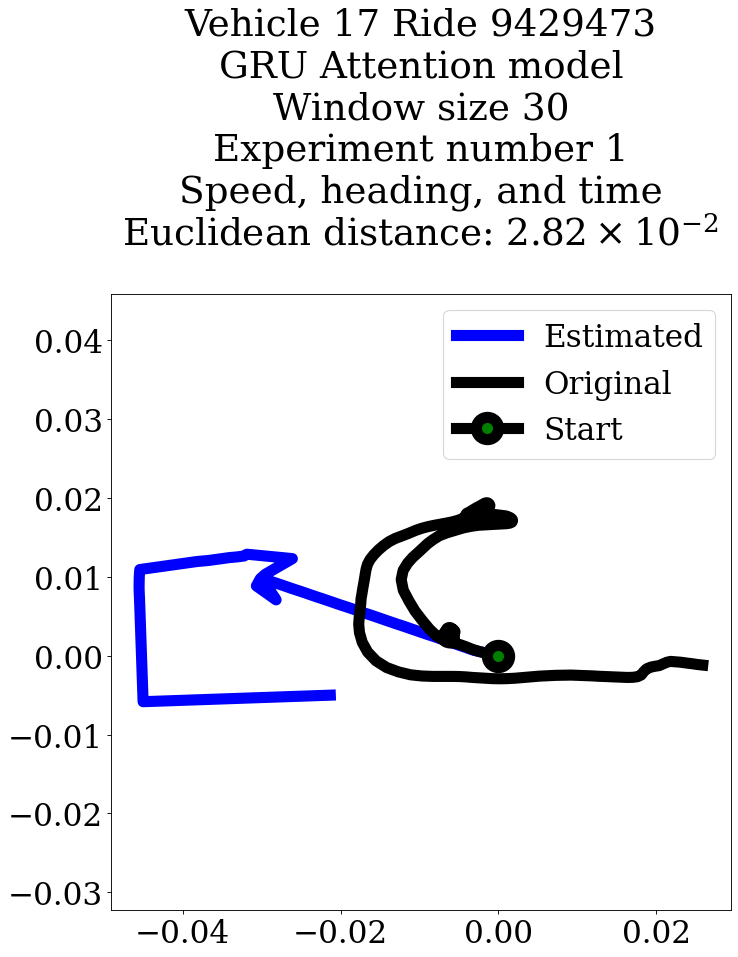 Vehicle 17 Ride 9429473
GRU Attention model
Window size 30
Experiment number 1
Speed, heading, and time
Euclidean distance: 2.82 × 10⁻²
Estimated
Original
Start
0.04
0.03
0.02
0.01
0.00
−0.01
−0.02
−0.03
−0.04 −0.02 0.00 0.02